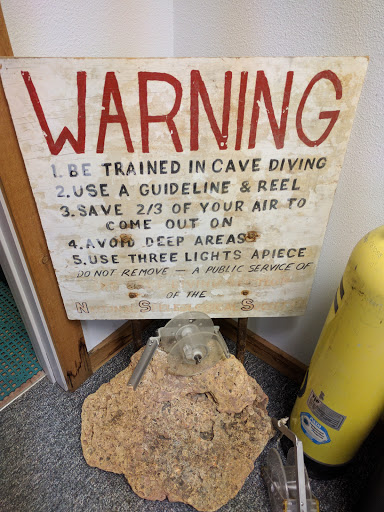 WARNING
1. BE TRAINED IN CAVE DIVING
2. USE A GUIDELINE & REEL
3. SAVE 2/3 OF YOUR AIR TO
COME OUT ON
4. AVOID DEEP AREAS
5. USE THREE LIGHTS APIECE
DO NOT REMOVE — A PUBLIC SERVICE OF
OF THE
N S S